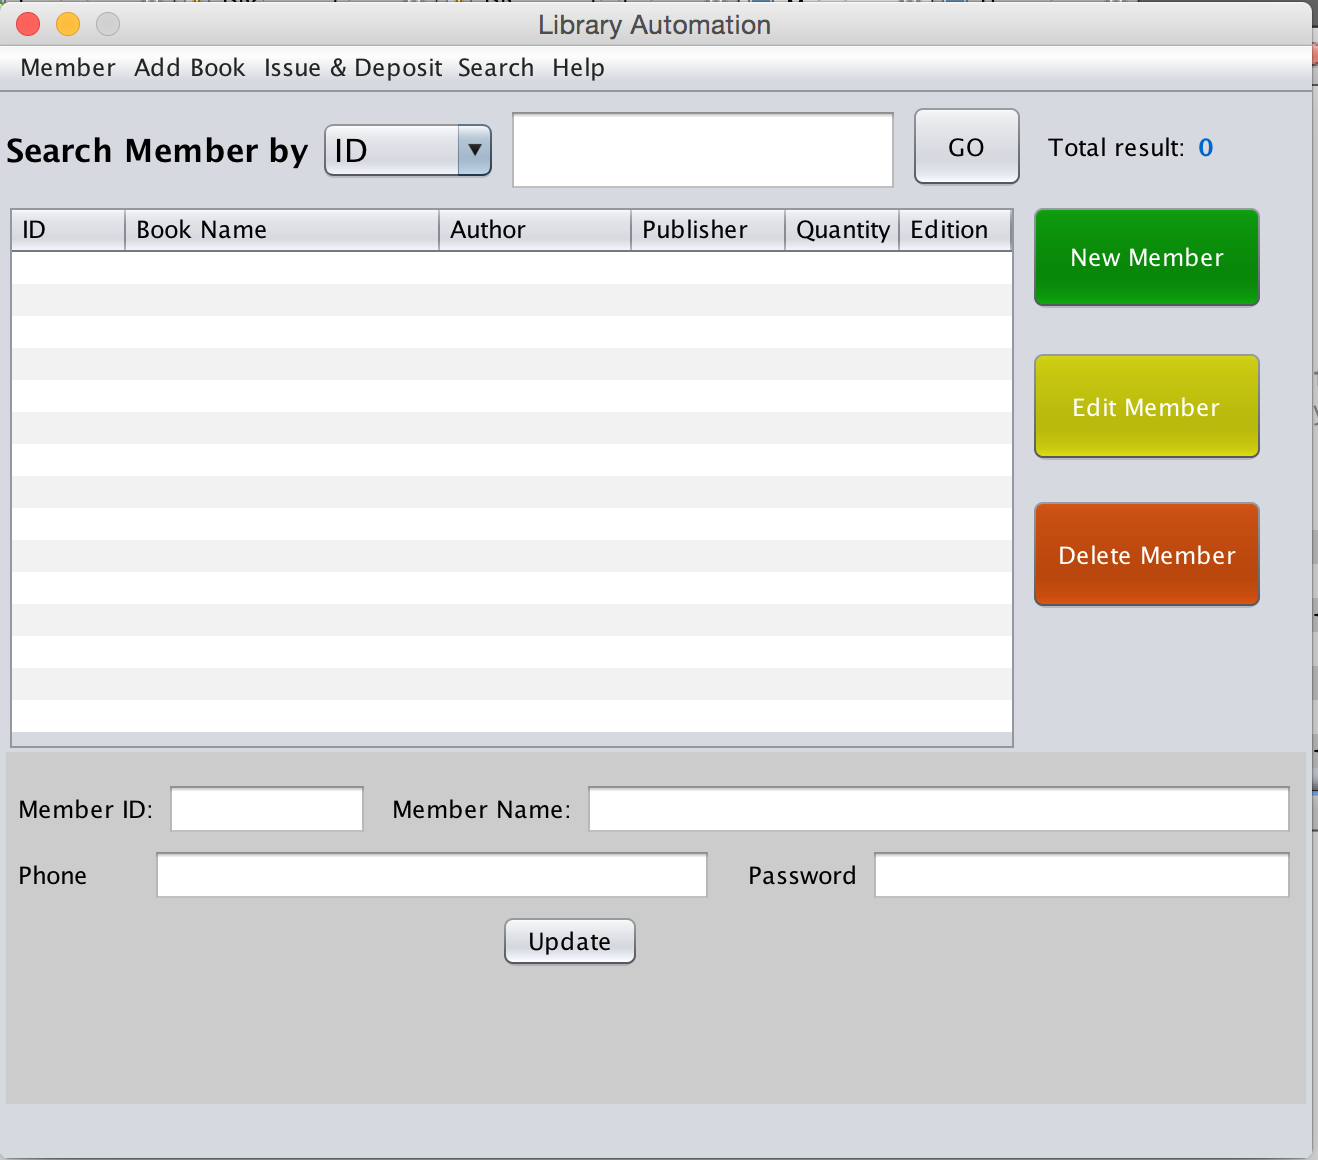 Library Automation
Member Add Book Issue & Deposit Search Help
Search Member by ID GO Total result: 0
ID Book Name Author Publisher Quantity Edition
New Member
Edit Member
Delete Member
Member ID: Member Name:
Phone Password
Update